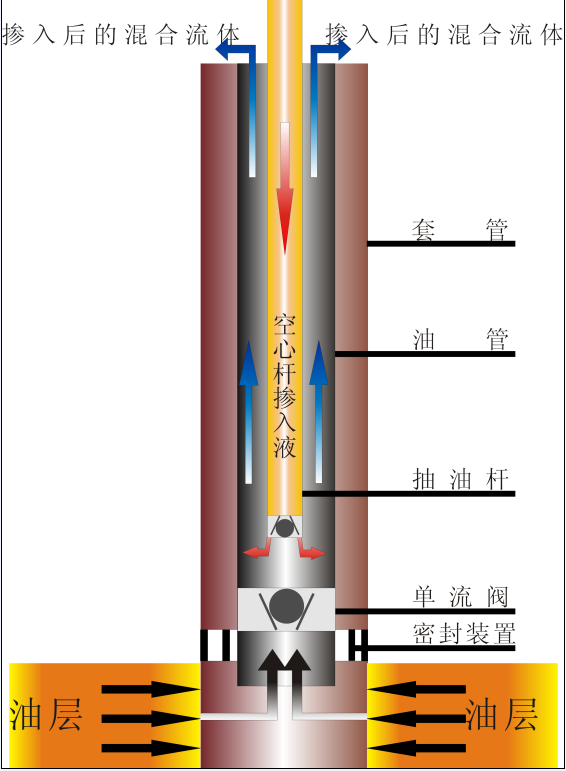 掺入后的混合流体
掺入后的混合流体
套管
油管
空心杆掺入液
抽油杆
单流阀
密封装置
油层
油层